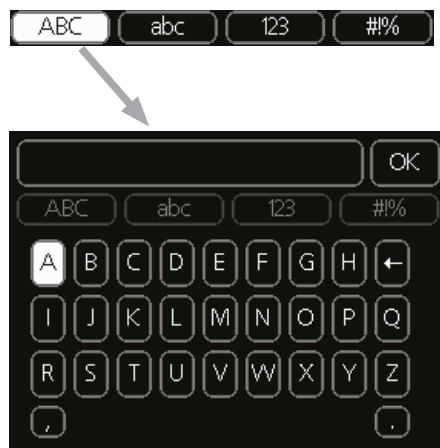 ABC abc 123 #!%
OK
ABC abc 123 #!%
A B C D E F G H ←
I J K L M N O P Q
R S T U V W X Y Z
, .